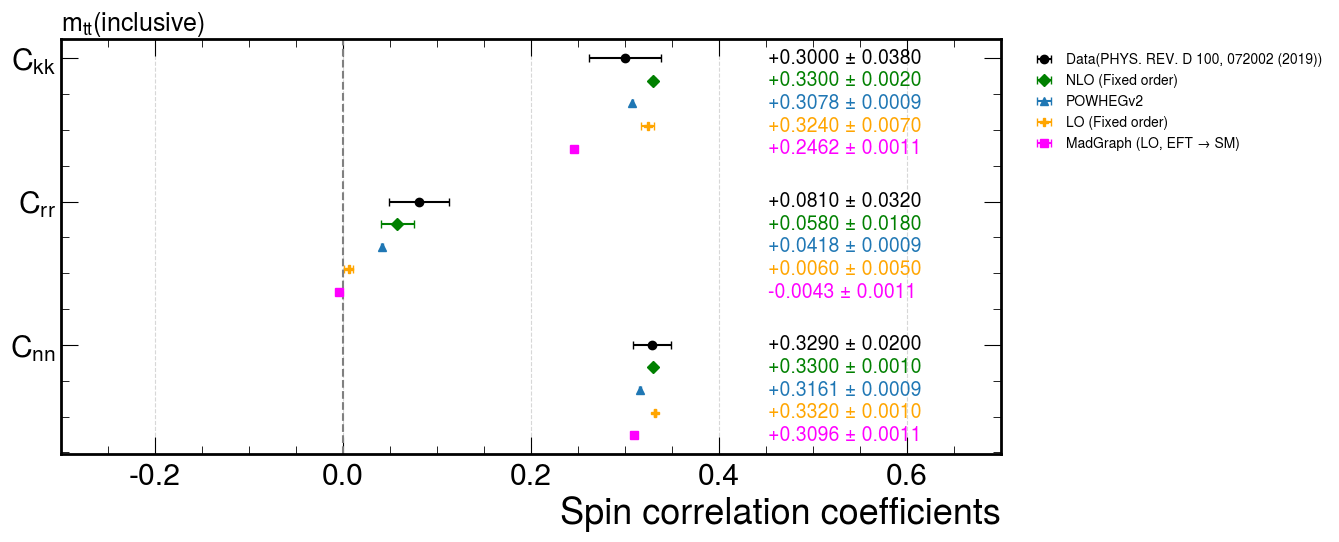 m_tt(inclusive)
C_kk
+0.3000 ± 0.0380
+0.3300 ± 0.0020
+0.3078 ± 0.0009
+0.3240 ± 0.0070
+0.2462 ± 0.0011
C_rr
+0.0810 ± 0.0320
+0.0580 ± 0.0180
+0.0418 ± 0.0009
+0.0060 ± 0.0050
-0.0043 ± 0.0011
C_nn
+0.3290 ± 0.0200
+0.3300 ± 0.0010
+0.3161 ± 0.0009
+0.3320 ± 0.0010
+0.3096 ± 0.0011
-0.2 0.0 0.2 0.4 0.6
Spin correlation coefficients
Data(PHYS. REV. D 100, 072002 (2019))
NLO (Fixed order)
POWHEGv2
LO (Fixed order)
MadGraph (LO, EFT → SM)